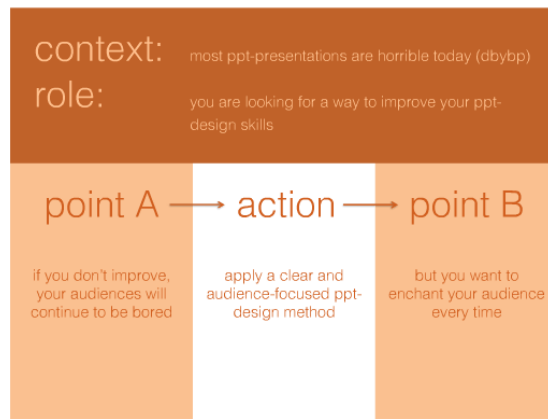 context: most ppt-presentations are horrible today (dbybp)
role: you are looking for a way to improve your ppt-
design skills
point A → action → point B
if you don't improve,
your audiences will
continue to be bored
apply a clear and
audience-focused ppt-
design method
but you want to
enchant your audience
every time